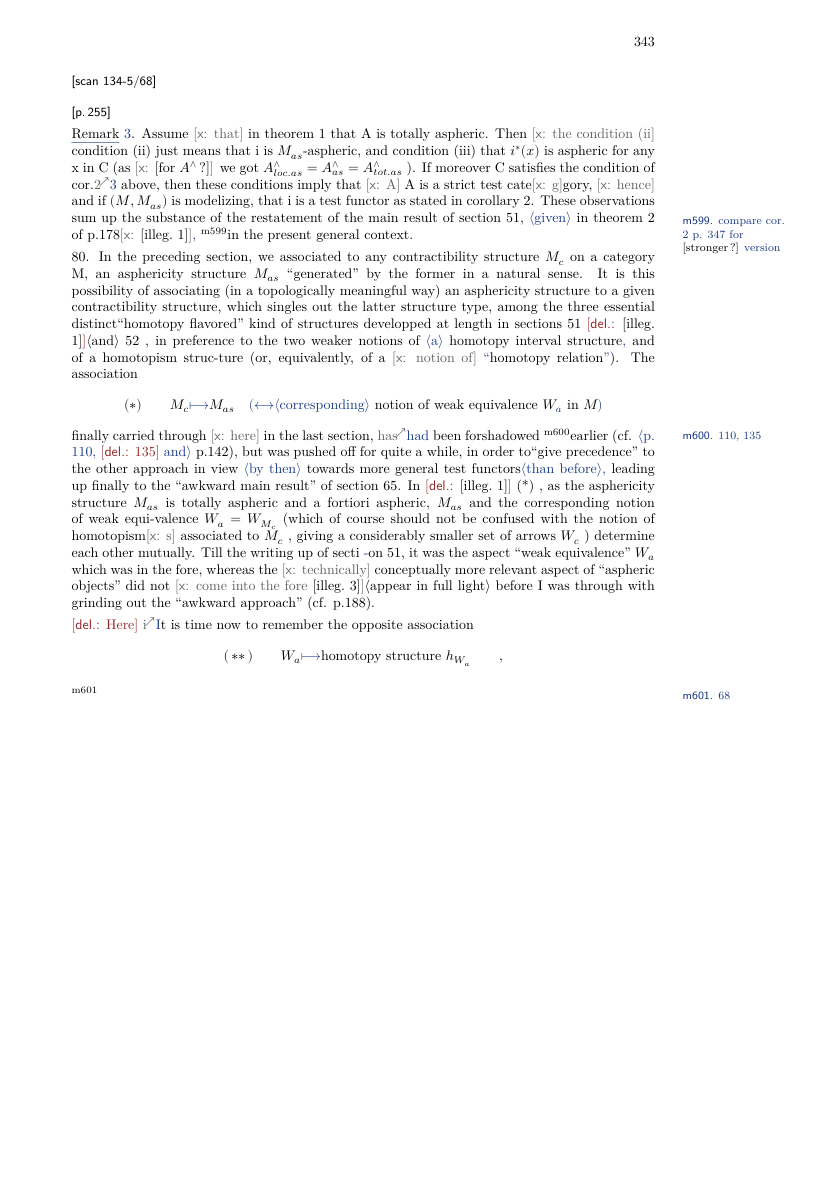 343
[scan 134-5/68]
[p. 255]
Remark 3. Assume [x: that] in theorem 1 that A is totally aspheric. Then [x: the condition (ii]
condition (ii) just means that i is M_as-aspheric, and condition (iii) that i*(x) is aspheric for any
x in C (as [x: [for A^∧ ?]] we got A^∧_loc.as = A^∧_as = A^∧_tot.as ). If moreover C satisfies the condition of
cor.2↗3 above, then these conditions imply that [x: A] A is a strict test cate[x: g]gory, [x: hence]
and if (M, M_as) is modelizing, that i is a test functor as stated in corollary 2. These observations
sum up the substance of the restatement of the main result of section 51, ⟨given⟩ in theorem 2
of p.178[x: [illeg. 1]], m599in the present general context.
m599. compare cor.
2 p. 347 for
[stronger ?] version
80. In the preceding section, we associated to any contractibility structure M_c on a category
M, an asphericity structure M_as “generated” by the former in a natural sense. It is this
possibility of associating (in a topologically meaningful way) an asphericity structure to a given
contractibility structure, which singles out the latter structure type, among the three essential
distinct“homotopy flavored” kind of structures developped at length in sections 51 [del.: [illeg.
1]]⟨and⟩ 52 , in preference to the two weaker notions of ⟨a⟩ homotopy interval structure, and
of a homotopism struc-ture (or, equivalently, of a [x: notion of] “homotopy relation”). The
association
(∗) M_c⟼M_as (⟷⟨corresponding⟩ notion of weak equivalence W_a in M)
finally carried through [x: here] in the last section, has↗had been forshadowed m600earlier (cf. ⟨p.
110, [del.: 135] and⟩ p.142), but was pushed off for quite a while, in order to“give precedence” to
the other approach in view ⟨by then⟩ towards more general test functors⟨than before⟩, leading
up finally to the “awkward main result” of section 65. In [del.: [illeg. 1]] (*) , as the asphericity
structure M_as is totally aspheric and a fortiori aspheric, M_as and the corresponding notion
of weak equi-valence W_a = W_{M_c} (which of course should not be confused with the notion of
homotopism[x: s] associated to M_c , giving a considerably smaller set of arrows W_c ) determine
each other mutually. Till the writing up of secti -on 51, it was the aspect “weak equivalence” W_a
which was in the fore, whereas the [x: technically] conceptually more relevant aspect of “aspheric
objects” did not [x: come into the fore [illeg. 3]]⟨appear in full light⟩ before I was through with
grinding out the “awkward approach” (cf. p.188).
m600. 110, 135
[del.: Here] i↗It is time now to remember the opposite association
( ∗∗ ) W_a⟼homotopy structure h_{W_a} ,
m601
m601. 68